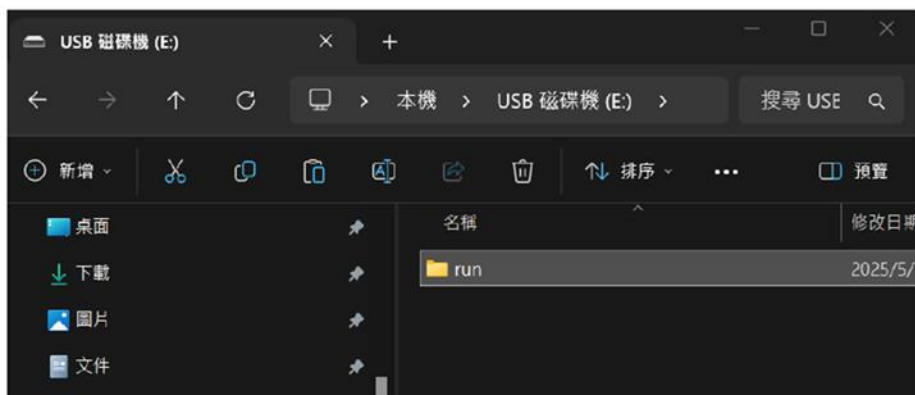 USB 磁碟機 (E:)
本機 > USB 磁碟機 (E:) >
搜尋 USE
新增
排序
預覽
桌面
下載
圖片
文件
名稱
修改日期
run
2025/5/